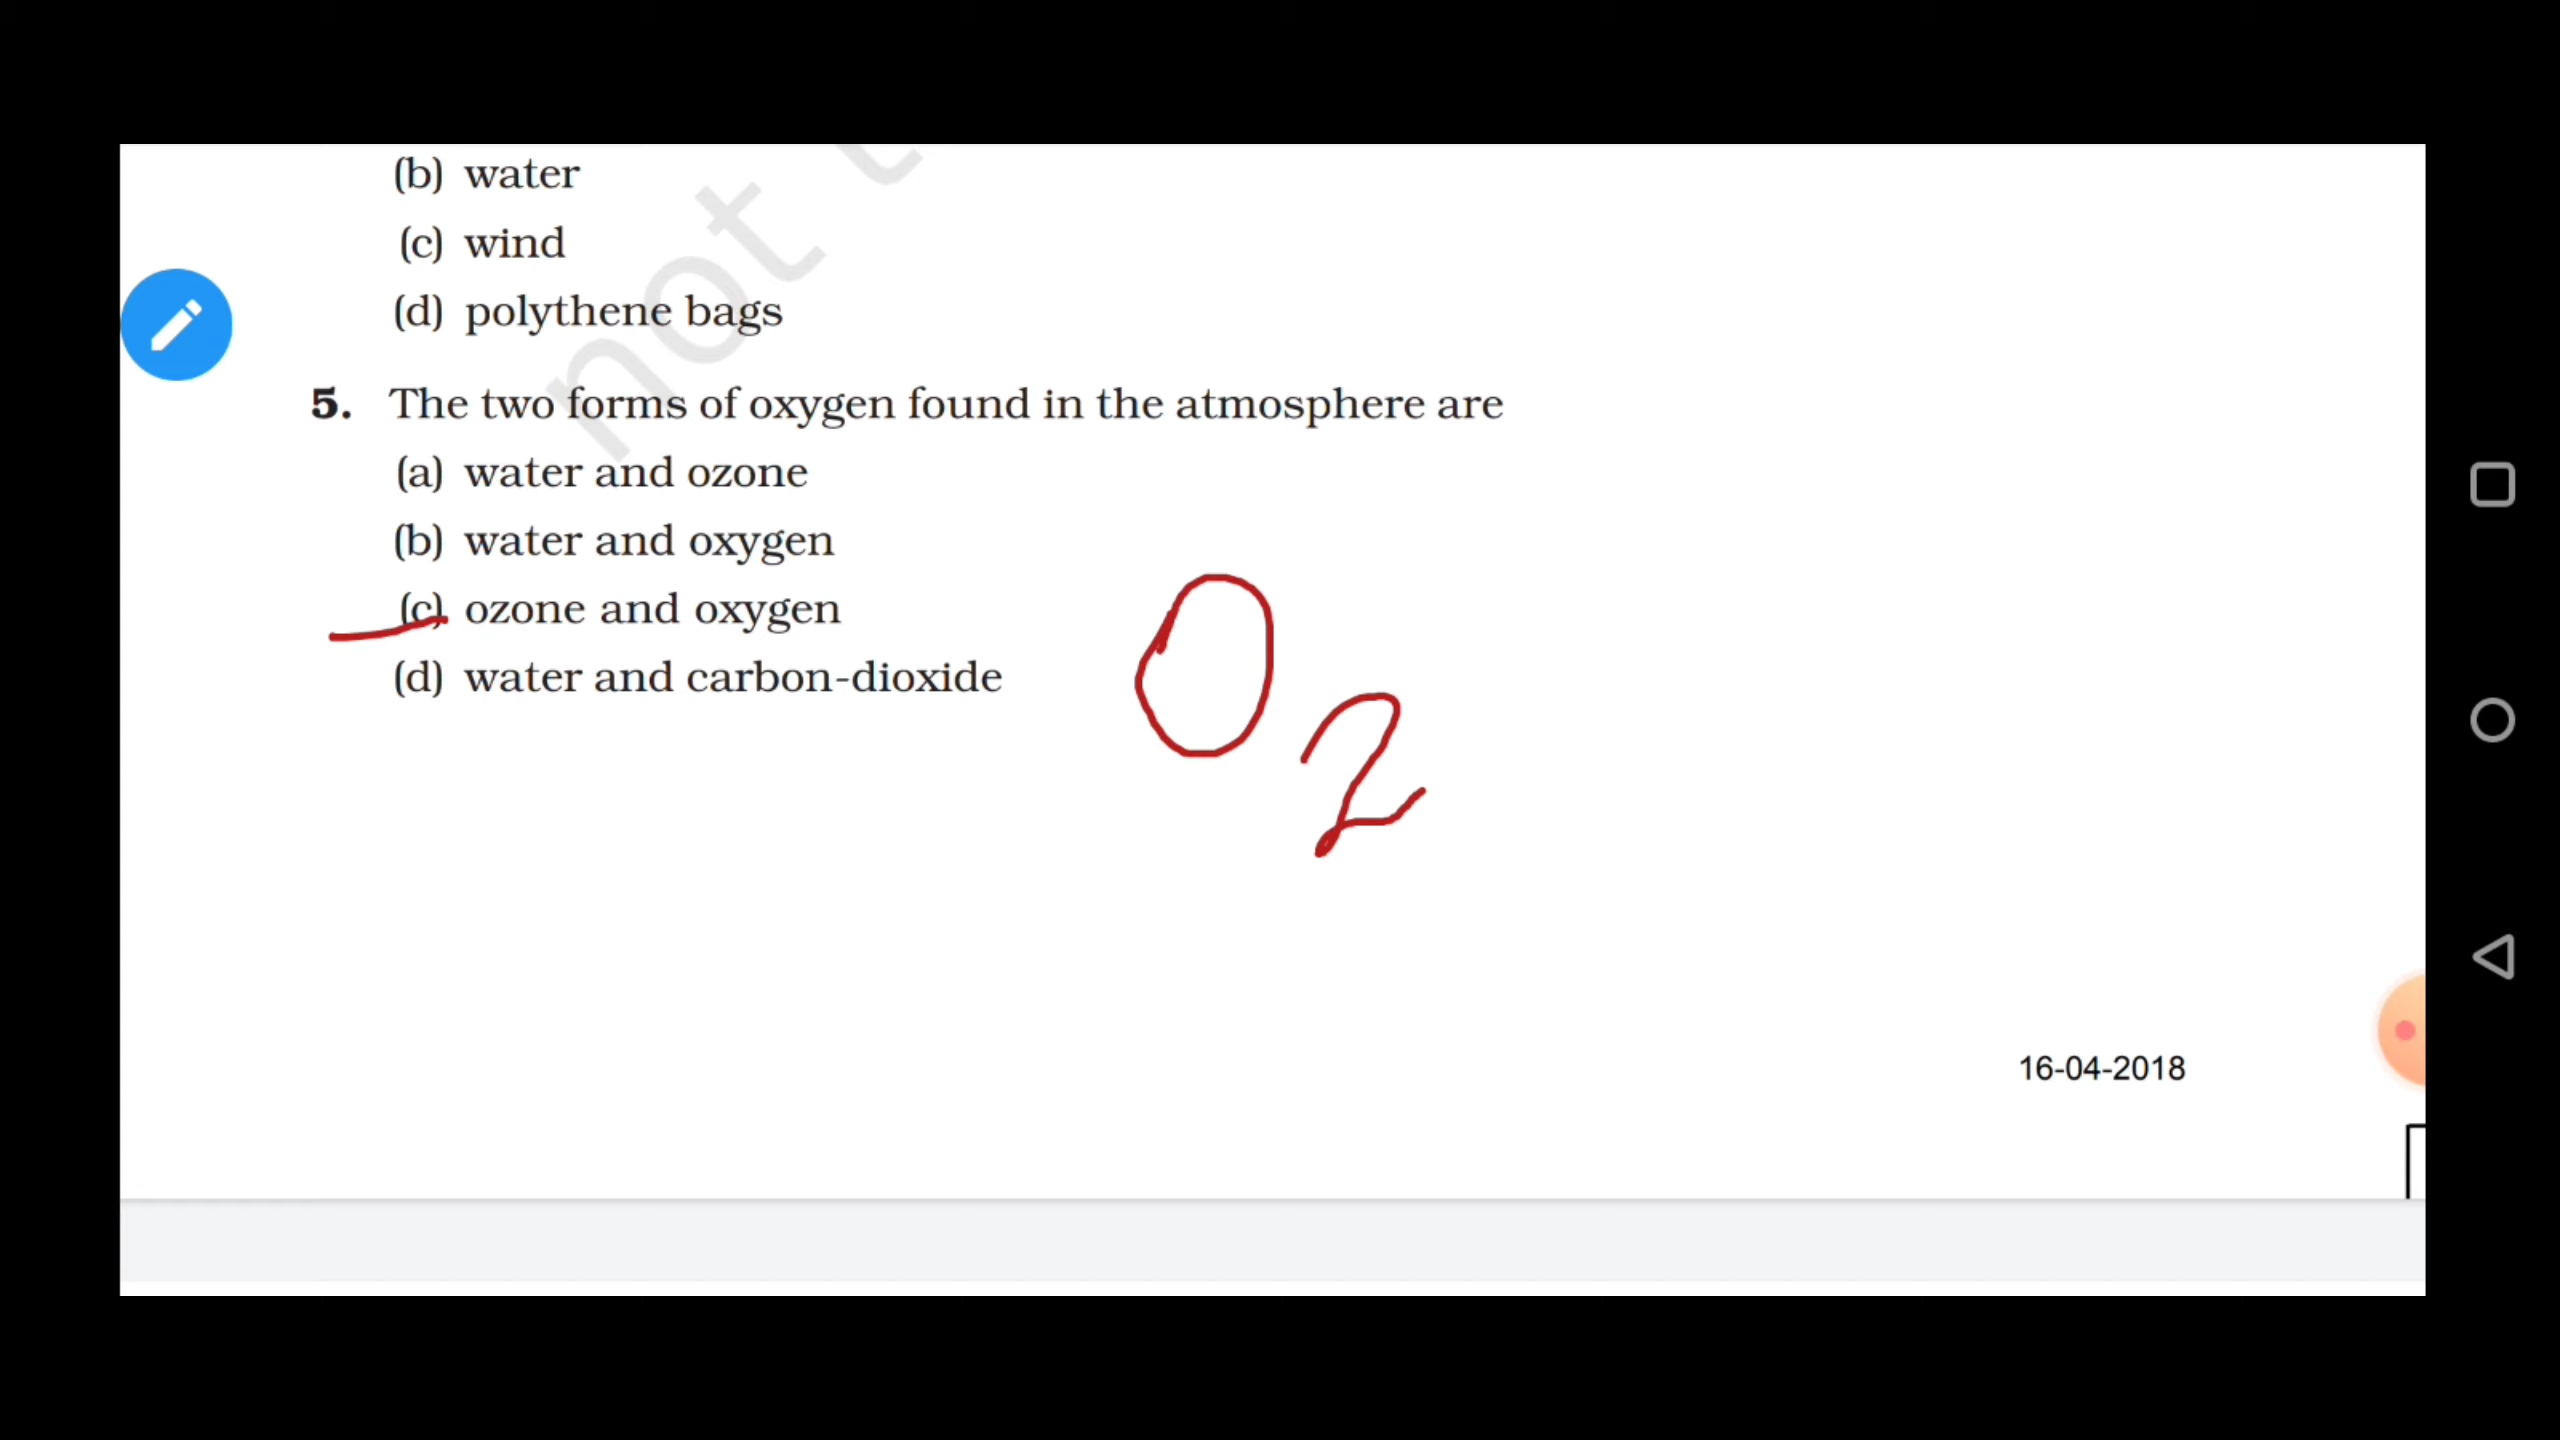 (b) water
(c) wind
(d) polythene bags
not t
5. The two forms of oxygen found in the atmosphere are
(a) water and ozone
(b) water and oxygen
(c) ozone and oxygen
(d) water and carbon-dioxide
O2
16-04-2018